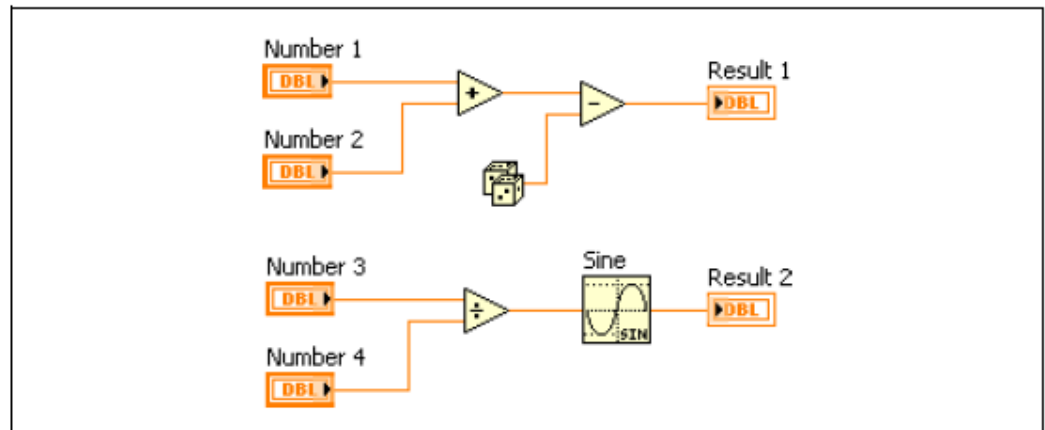 Number 1
DBL
+
-
Result 1
DBL
Number 2
DBL
Number 3
DBL
÷
Sine
SIN
Result 2
DBL
Number 4
DBL